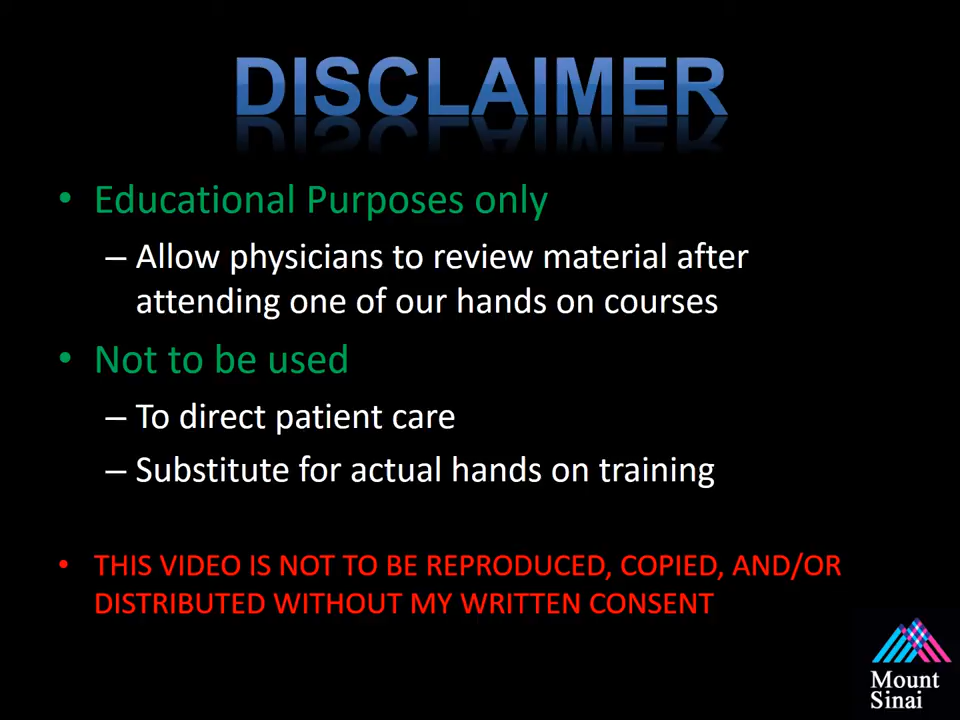 DISCLAIMER
• Educational Purposes only
– Allow physicians to review material after
attending one of our hands on courses
• Not to be used
– To direct patient care
– Substitute for actual hands on training
• THIS VIDEO IS NOT TO BE REPRODUCED, COPIED, AND/OR
DISTRIBUTED WITHOUT MY WRITTEN CONSENT
Mount
Sinai